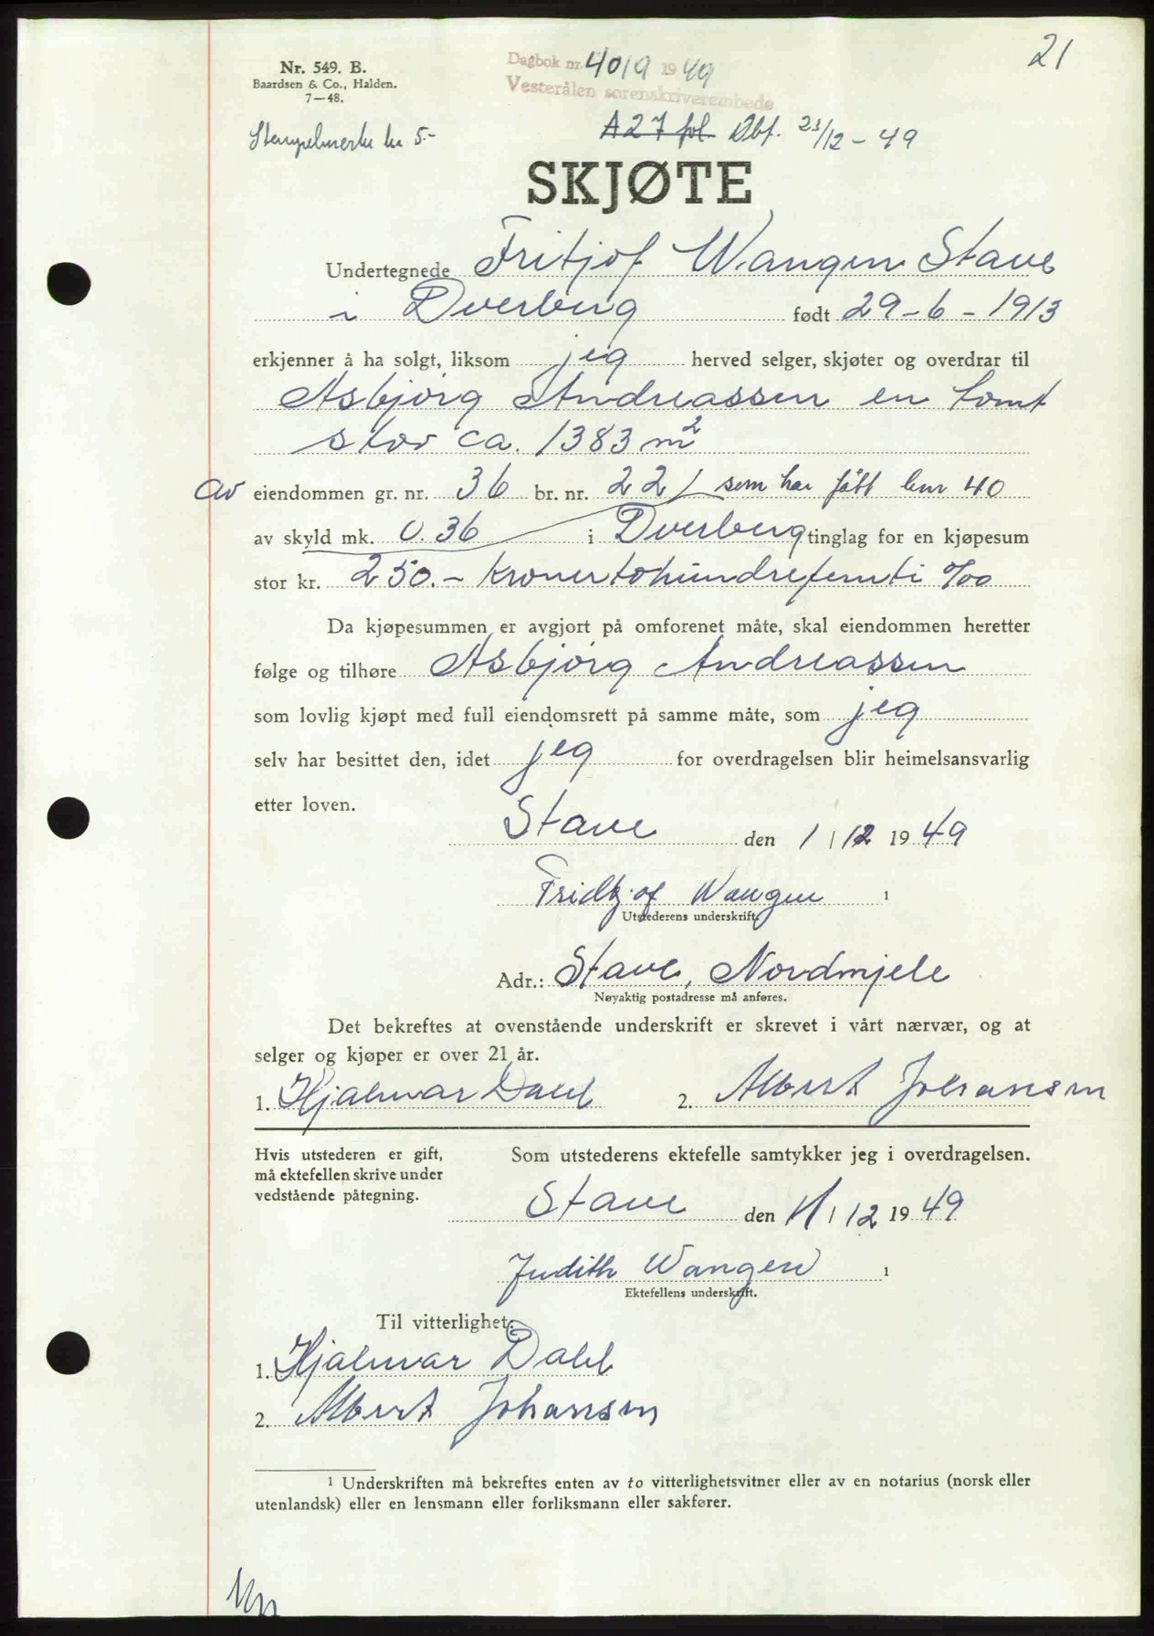 21
Nr. 549. B.
Baardsen & Co., Halden.
7—48.
Dagbok nr. 4019 1949
Vesterålen sorenskriverembede
Stempelmerke kr 5.-
A27 fol. Dbf. 23/12 - 49
SKJØTE
Undertegnede Fritjof Wangen Stave
i Dverberg født 29-6-1913
erkjenner å ha solgt, liksom jeg herved selger, skjøter og overdrar til
Asbjørg Andreassen en tomt
stor ca. 1383 m²
av eiendommen gr. nr. 36 br. nr. 22 / som har fått bnr 40
av skyld mk. 0.36 i Dverberg tinglag for en kjøpesum
stor kr. 250.- Kroner tohundrefemti %00
Da kjøpesummen er avgjort på omforenet måte, skal eiendommen heretter
følge og tilhøre Asbjørg Andreassen
som lovlig kjøpt med full eiendomsrett på samme måte, som jeg
selv har besittet den, idet jeg for overdragelsen blir heimelsansvarlig
etter loven.
Stave den 1/12 1949
Fridtjof Wangen 1
Utstederens underskrift.
Adr.: Stave, Nordmjele
Nøyaktig postadresse må anføres.
Det bekreftes at ovenstående underskrift er skrevet i vårt nærvær, og at
selger og kjøper er over 21 år.
1. Hjalmar Dahl 2. Albert Johansen
Hvis utstederen er gift, Som utstederens ektefelle samtykker jeg i overdragelsen.
må ektefellen skrive under
vedstående påtegning.
Stave den 1/12 1949
Judith Wangen 1
Ektefellens underskrift.
Til vitterlighet:
1. Hjalmar Dahl
2. Albert Johansen
1 Underskriften må bekreftes enten av to vitterlighetsvitner eller av en notarius (norsk eller
utenlandsk) eller en lensmann eller forliksmann eller sakfører.